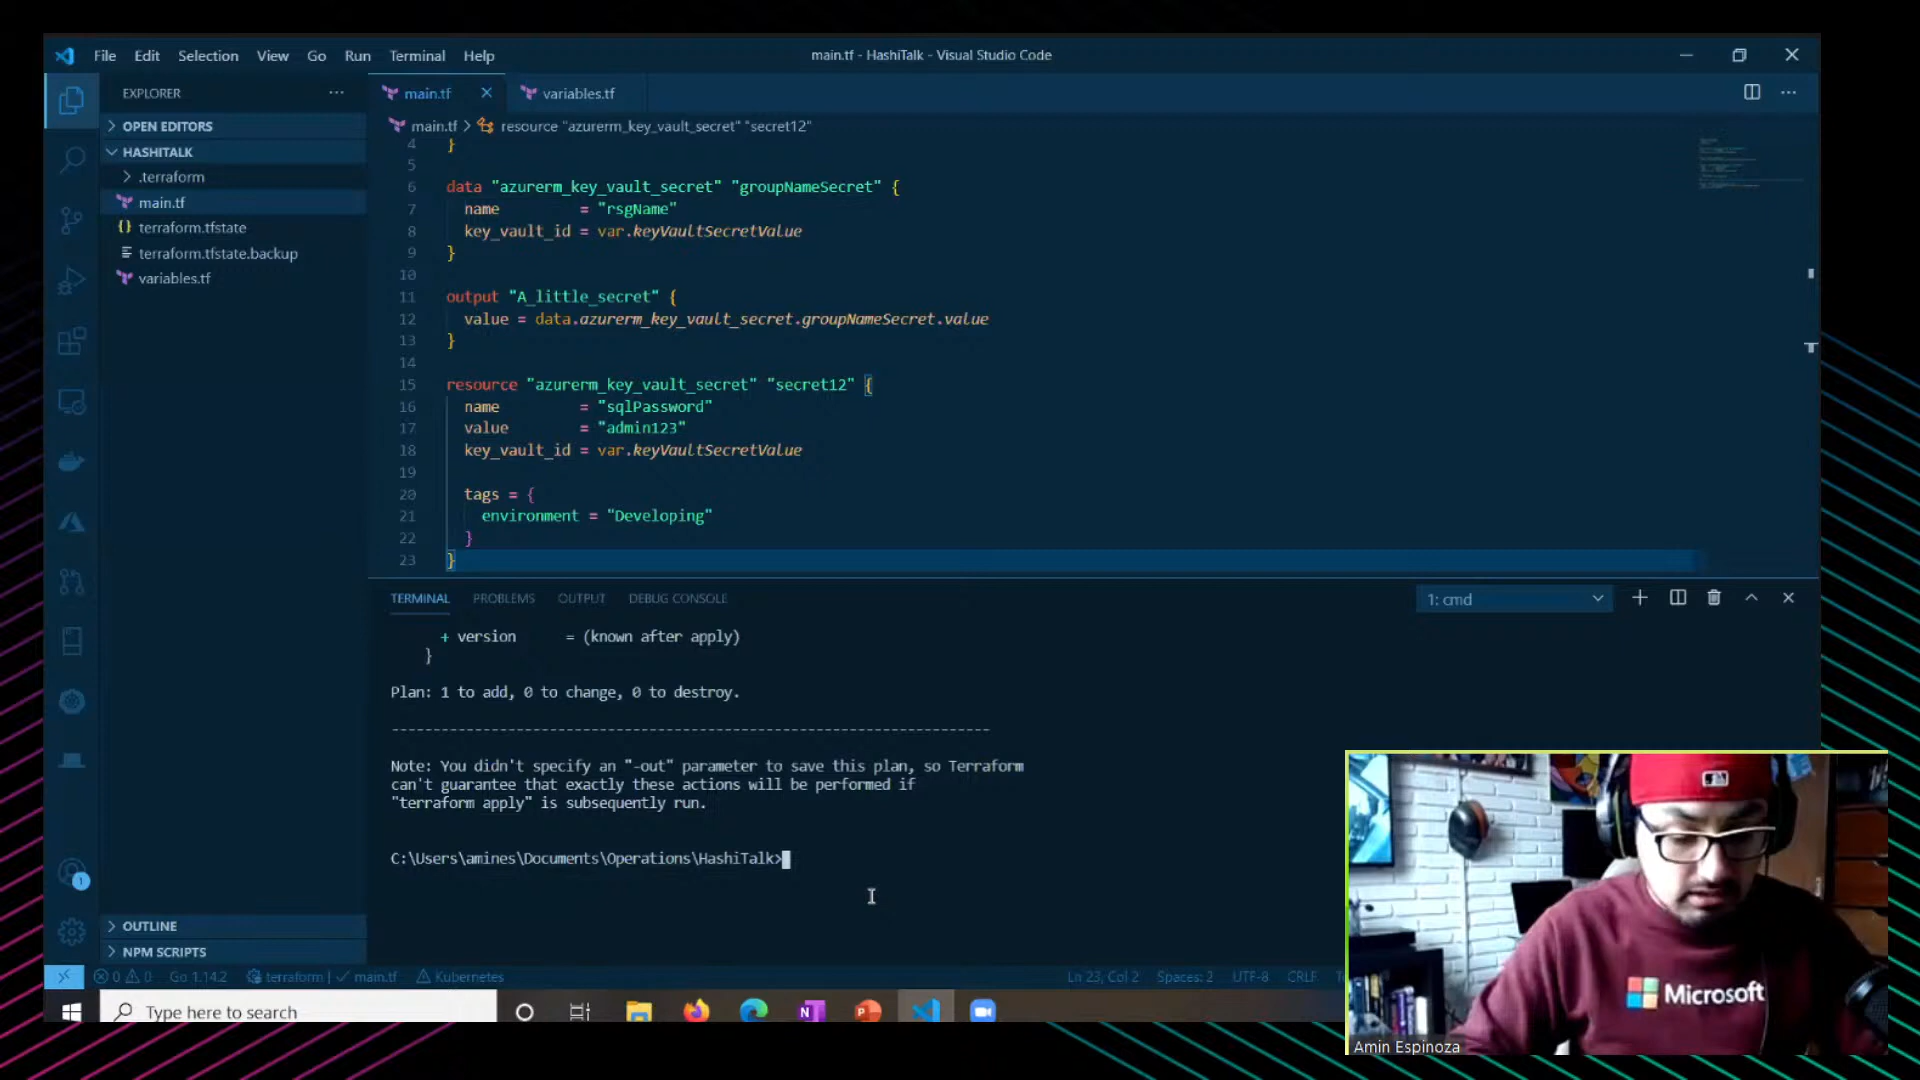 File Edit Selection View Go Run Terminal Help
main.tf - HashiTalk - Visual Studio Code
EXPLORER
OPEN EDITORS
HASHITALK
.terraform
main.tf
terraform.tfstate
terraform.tfstate.backup
variables.tf
OUTLINE
NPM SCRIPTS
main.tf variables.tf
main.tf > resource "azurerm_key_vault_secret" "secret12"
4 }
5
6 data "azurerm_key_vault_secret" "groupNameSecret" {
7 name = "rsgName"
8 key_vault_id = var.keyVaultSecretValue
9 }
10
11 output "A_little_secret" {
12 value = data.azurerm_key_vault_secret.groupNameSecret.value
13 }
14
15 resource "azurerm_key_vault_secret" "secret12" {
16 name = "sqlPassword"
17 value = "admin123"
18 key_vault_id = var.keyVaultSecretValue
19
20 tags = {
21 environment = "Developing"
22 }
23 }
TERMINAL PROBLEMS OUTPUT DEBUG CONSOLE
1: cmd
+ version = (known after apply)
}
Plan: 1 to add, 0 to change, 0 to destroy.
------------------------------------------------------------------------
Note: You didn't specify an "-out" parameter to save this plan, so Terraform
can't guarantee that exactly these actions will be performed if
"terraform apply" is subsequently run.
C:\Users\amines\Documents\Operations\HashiTalk>
1
0 0 Go 1.14.2 terraform | main.tf Kubernetes
Ln 23, Col 2 Spaces: 2 UTF-8 CRLF
Type here to search
Microsoft
Amin Espinoza